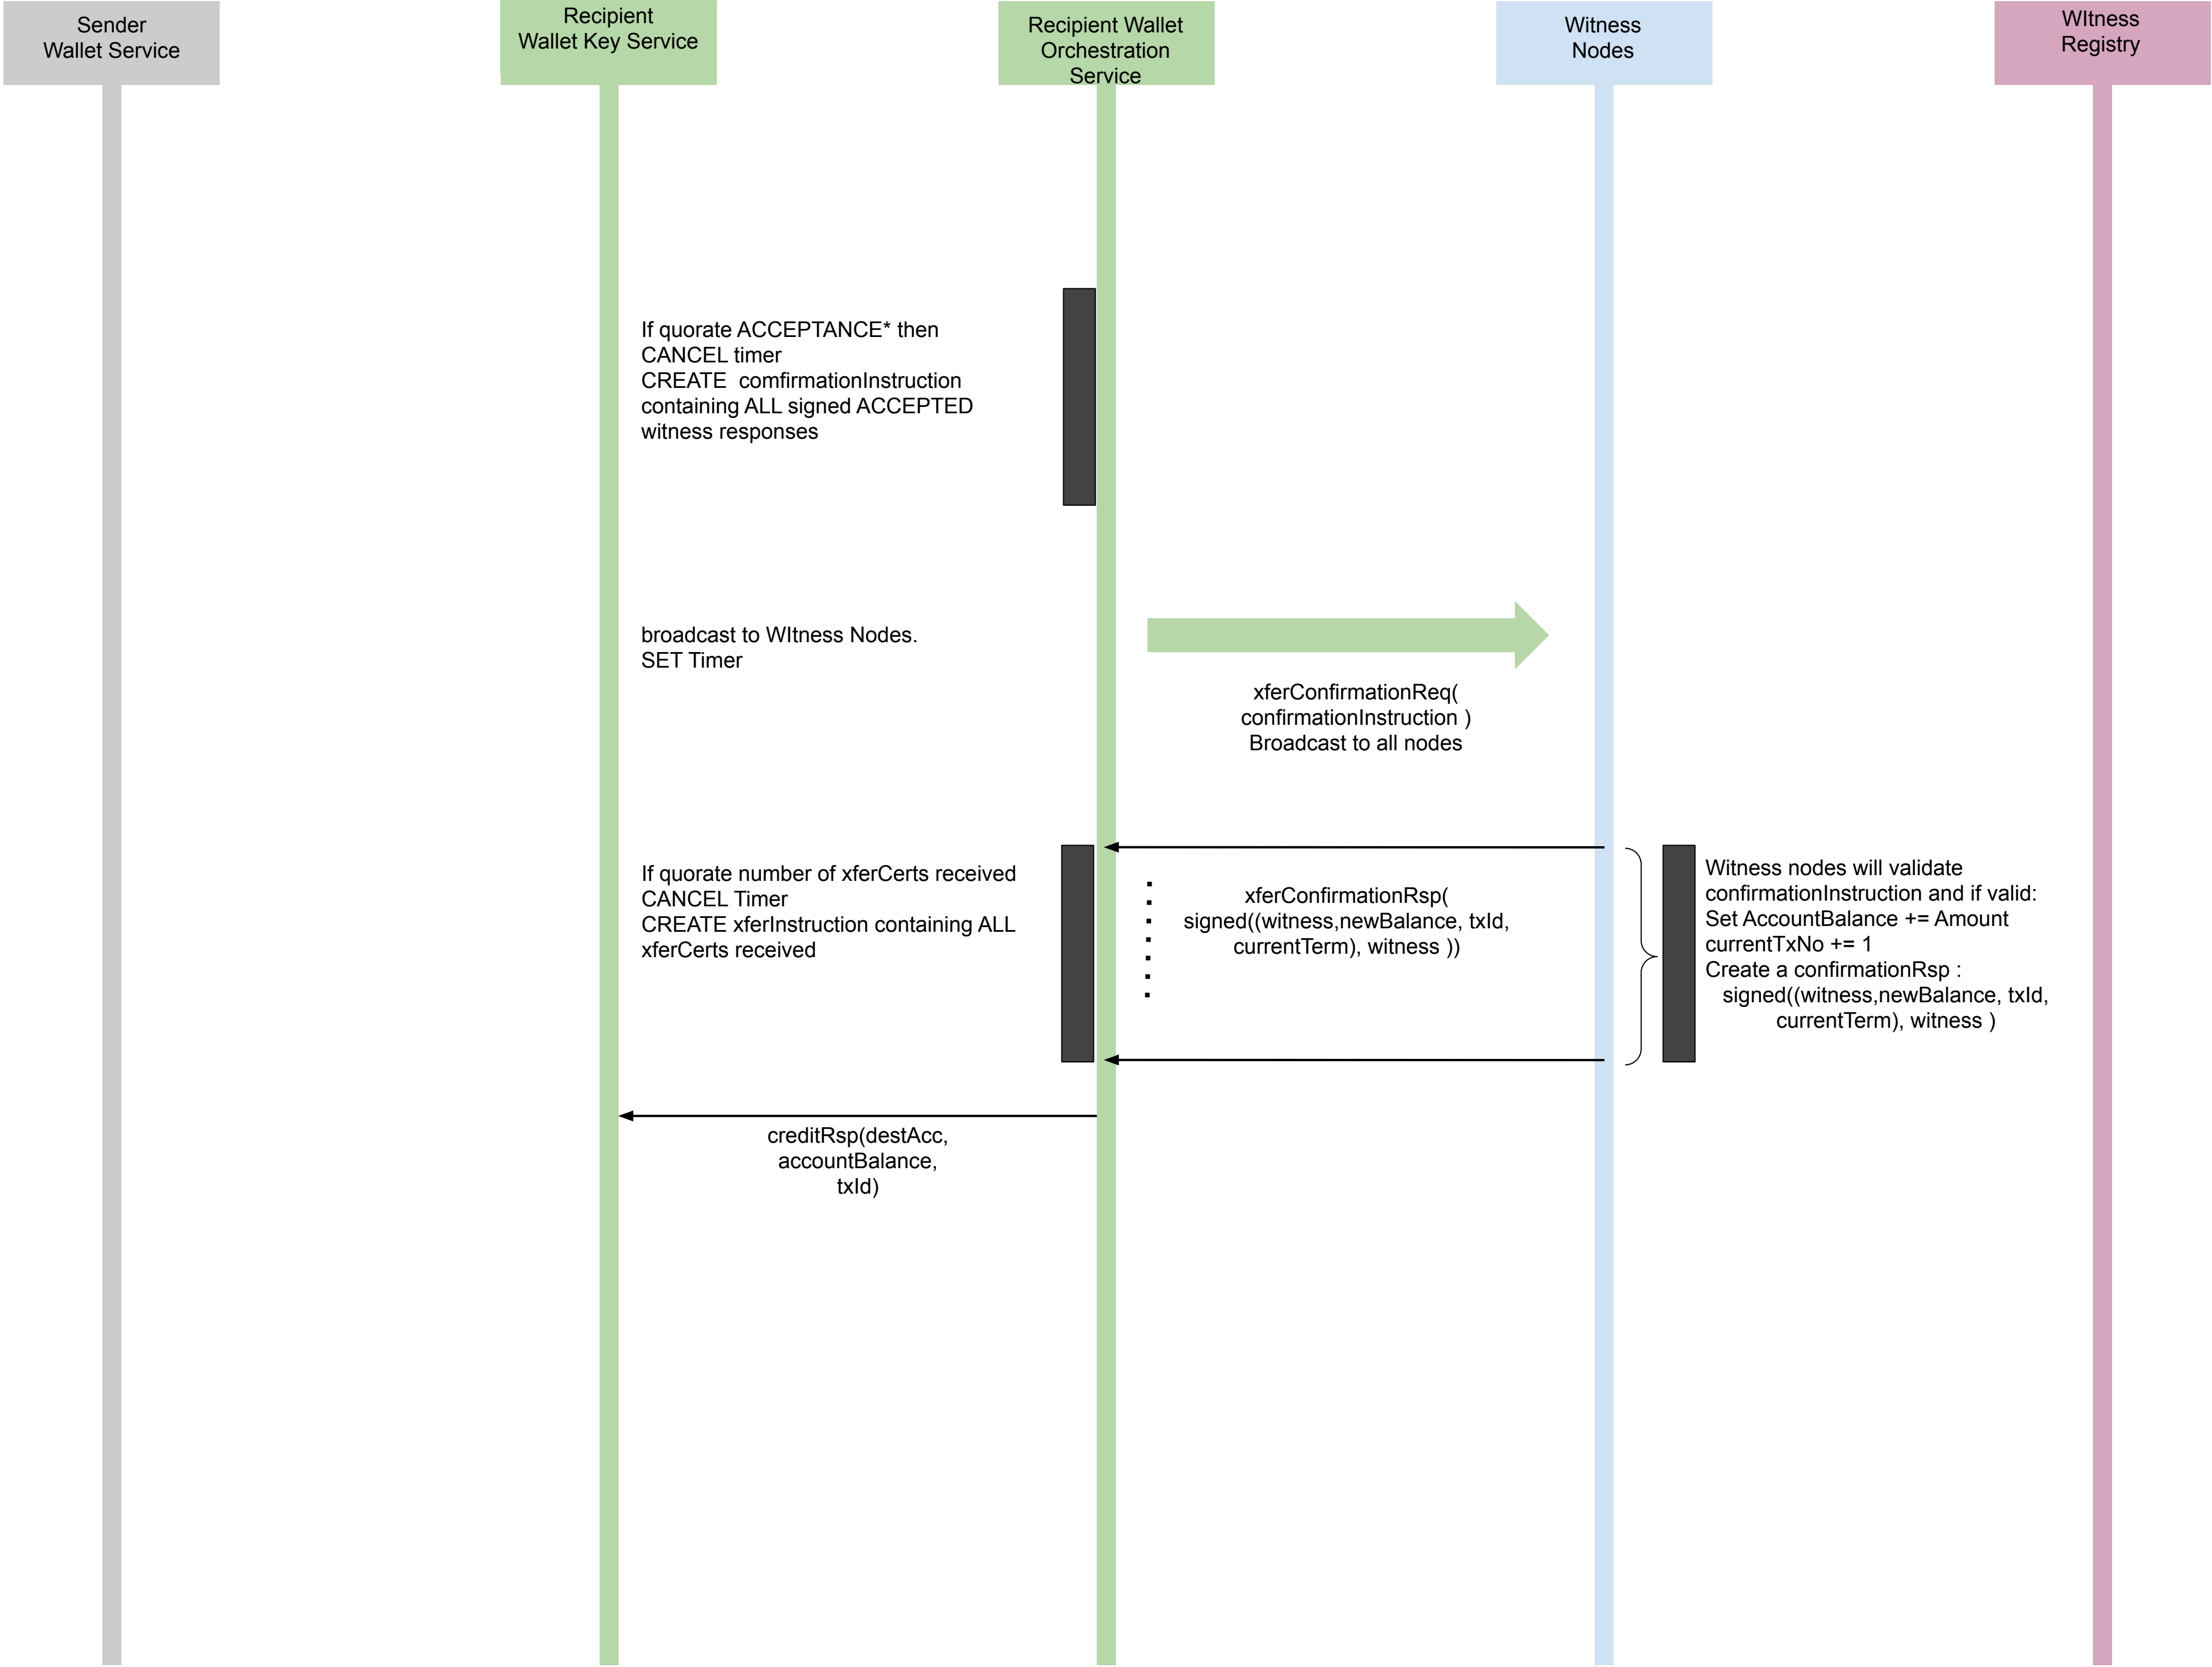 Sender
Wallet Service
Recipient
Wallet Key Service
Recipient Wallet
Orchestration
Service
Witness
Nodes
WItness
Registry
If quorate ACCEPTANCE* then
CANCEL timer
CREATE  comfirmationInstruction
containing ALL signed ACCEPTED
witness responses
broadcast to WItness Nodes.
SET Timer
xferConfirmationReq(
confirmationInstruction )
Broadcast to all nodes
If quorate number of xferCerts received
CANCEL Timer
CREATE xferInstruction containing ALL
xferCerts received
xferConfirmationRsp(
signed((witness,newBalance, txId,
currentTerm), witness ))
Witness nodes will validate
confirmationInstruction and if valid:
Set AccountBalance += Amount
currentTxNo += 1
Create a confirmationRsp :
signed((witness,newBalance, txId,
currentTerm), witness )
creditRsp(destAcc,
accountBalance,
txId)